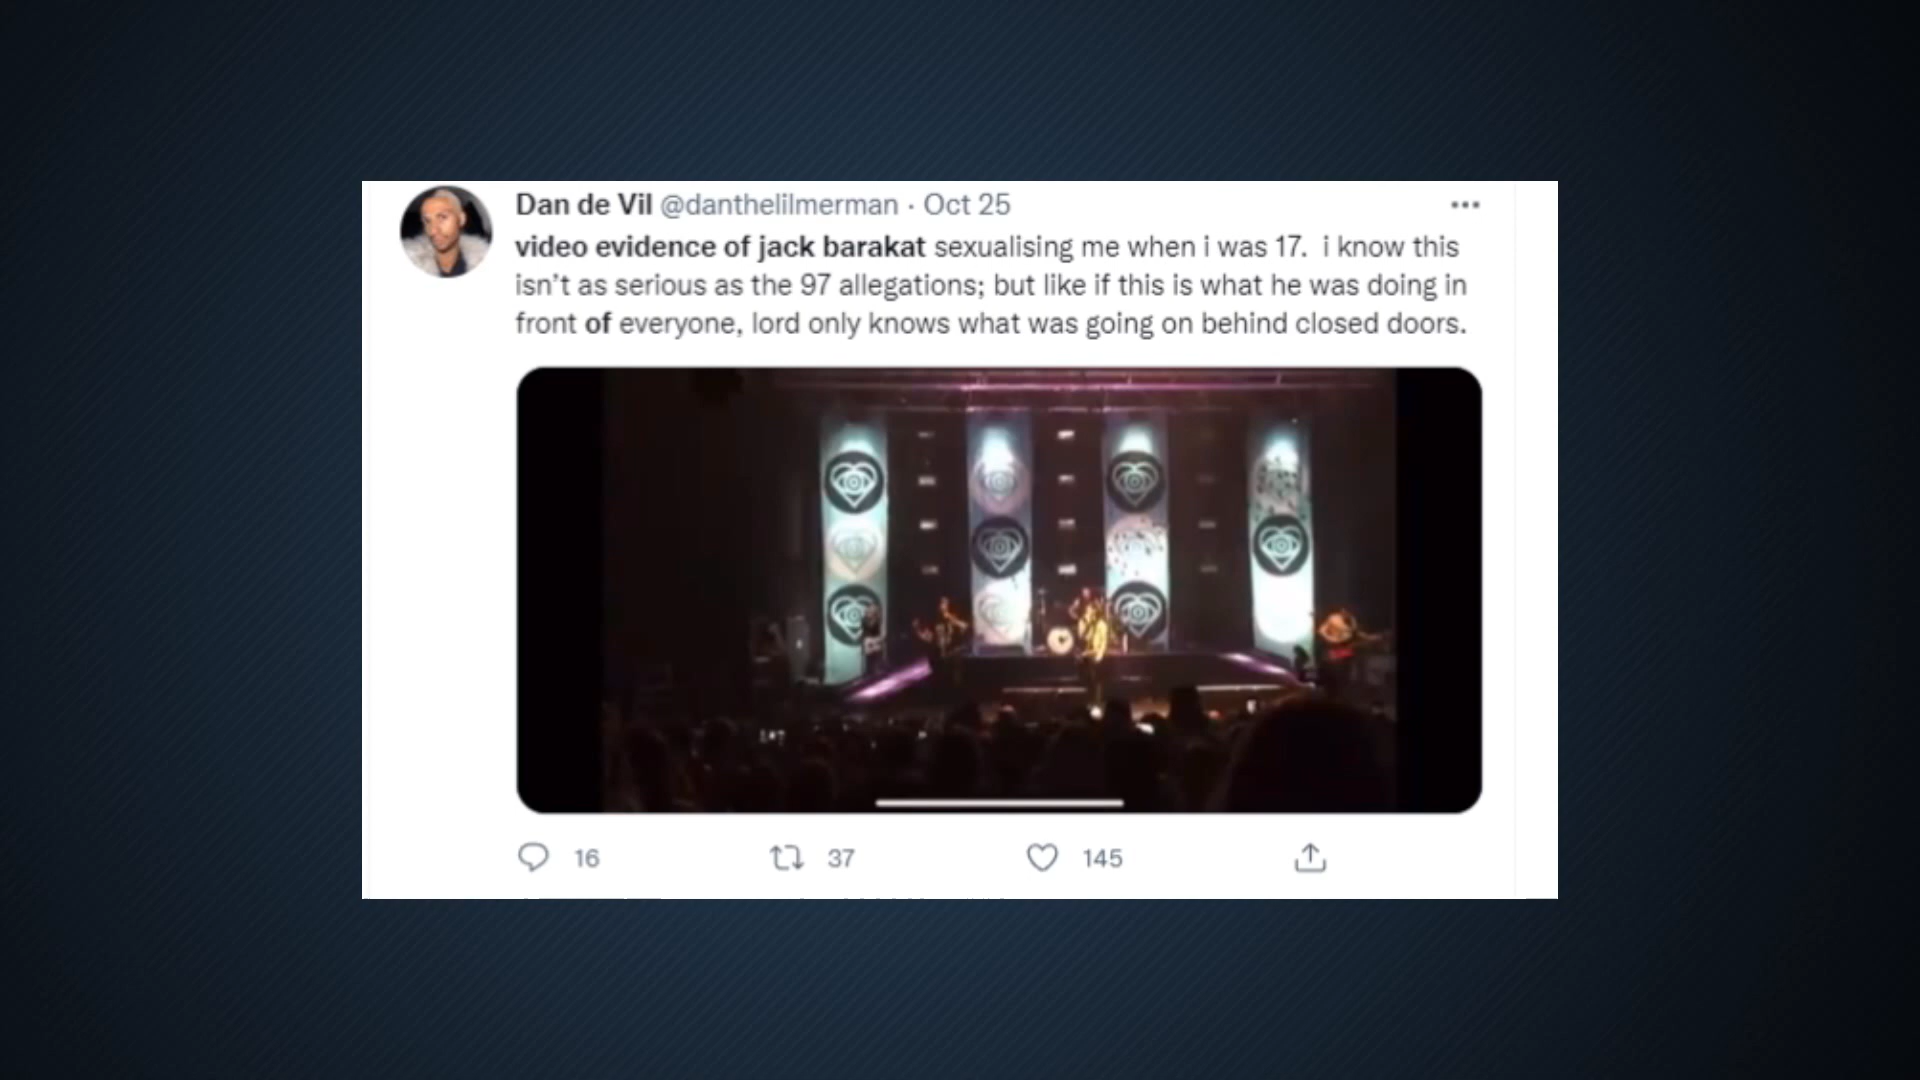 Dan de Vil @danthelilmerman · Oct 25
video evidence of jack barakat sexualising me when i was 17.  i know this
isn't as serious as the 97 allegations; but like if this is what he was doing in
front of everyone, lord only knows what was going on behind closed doors.
16 37 145